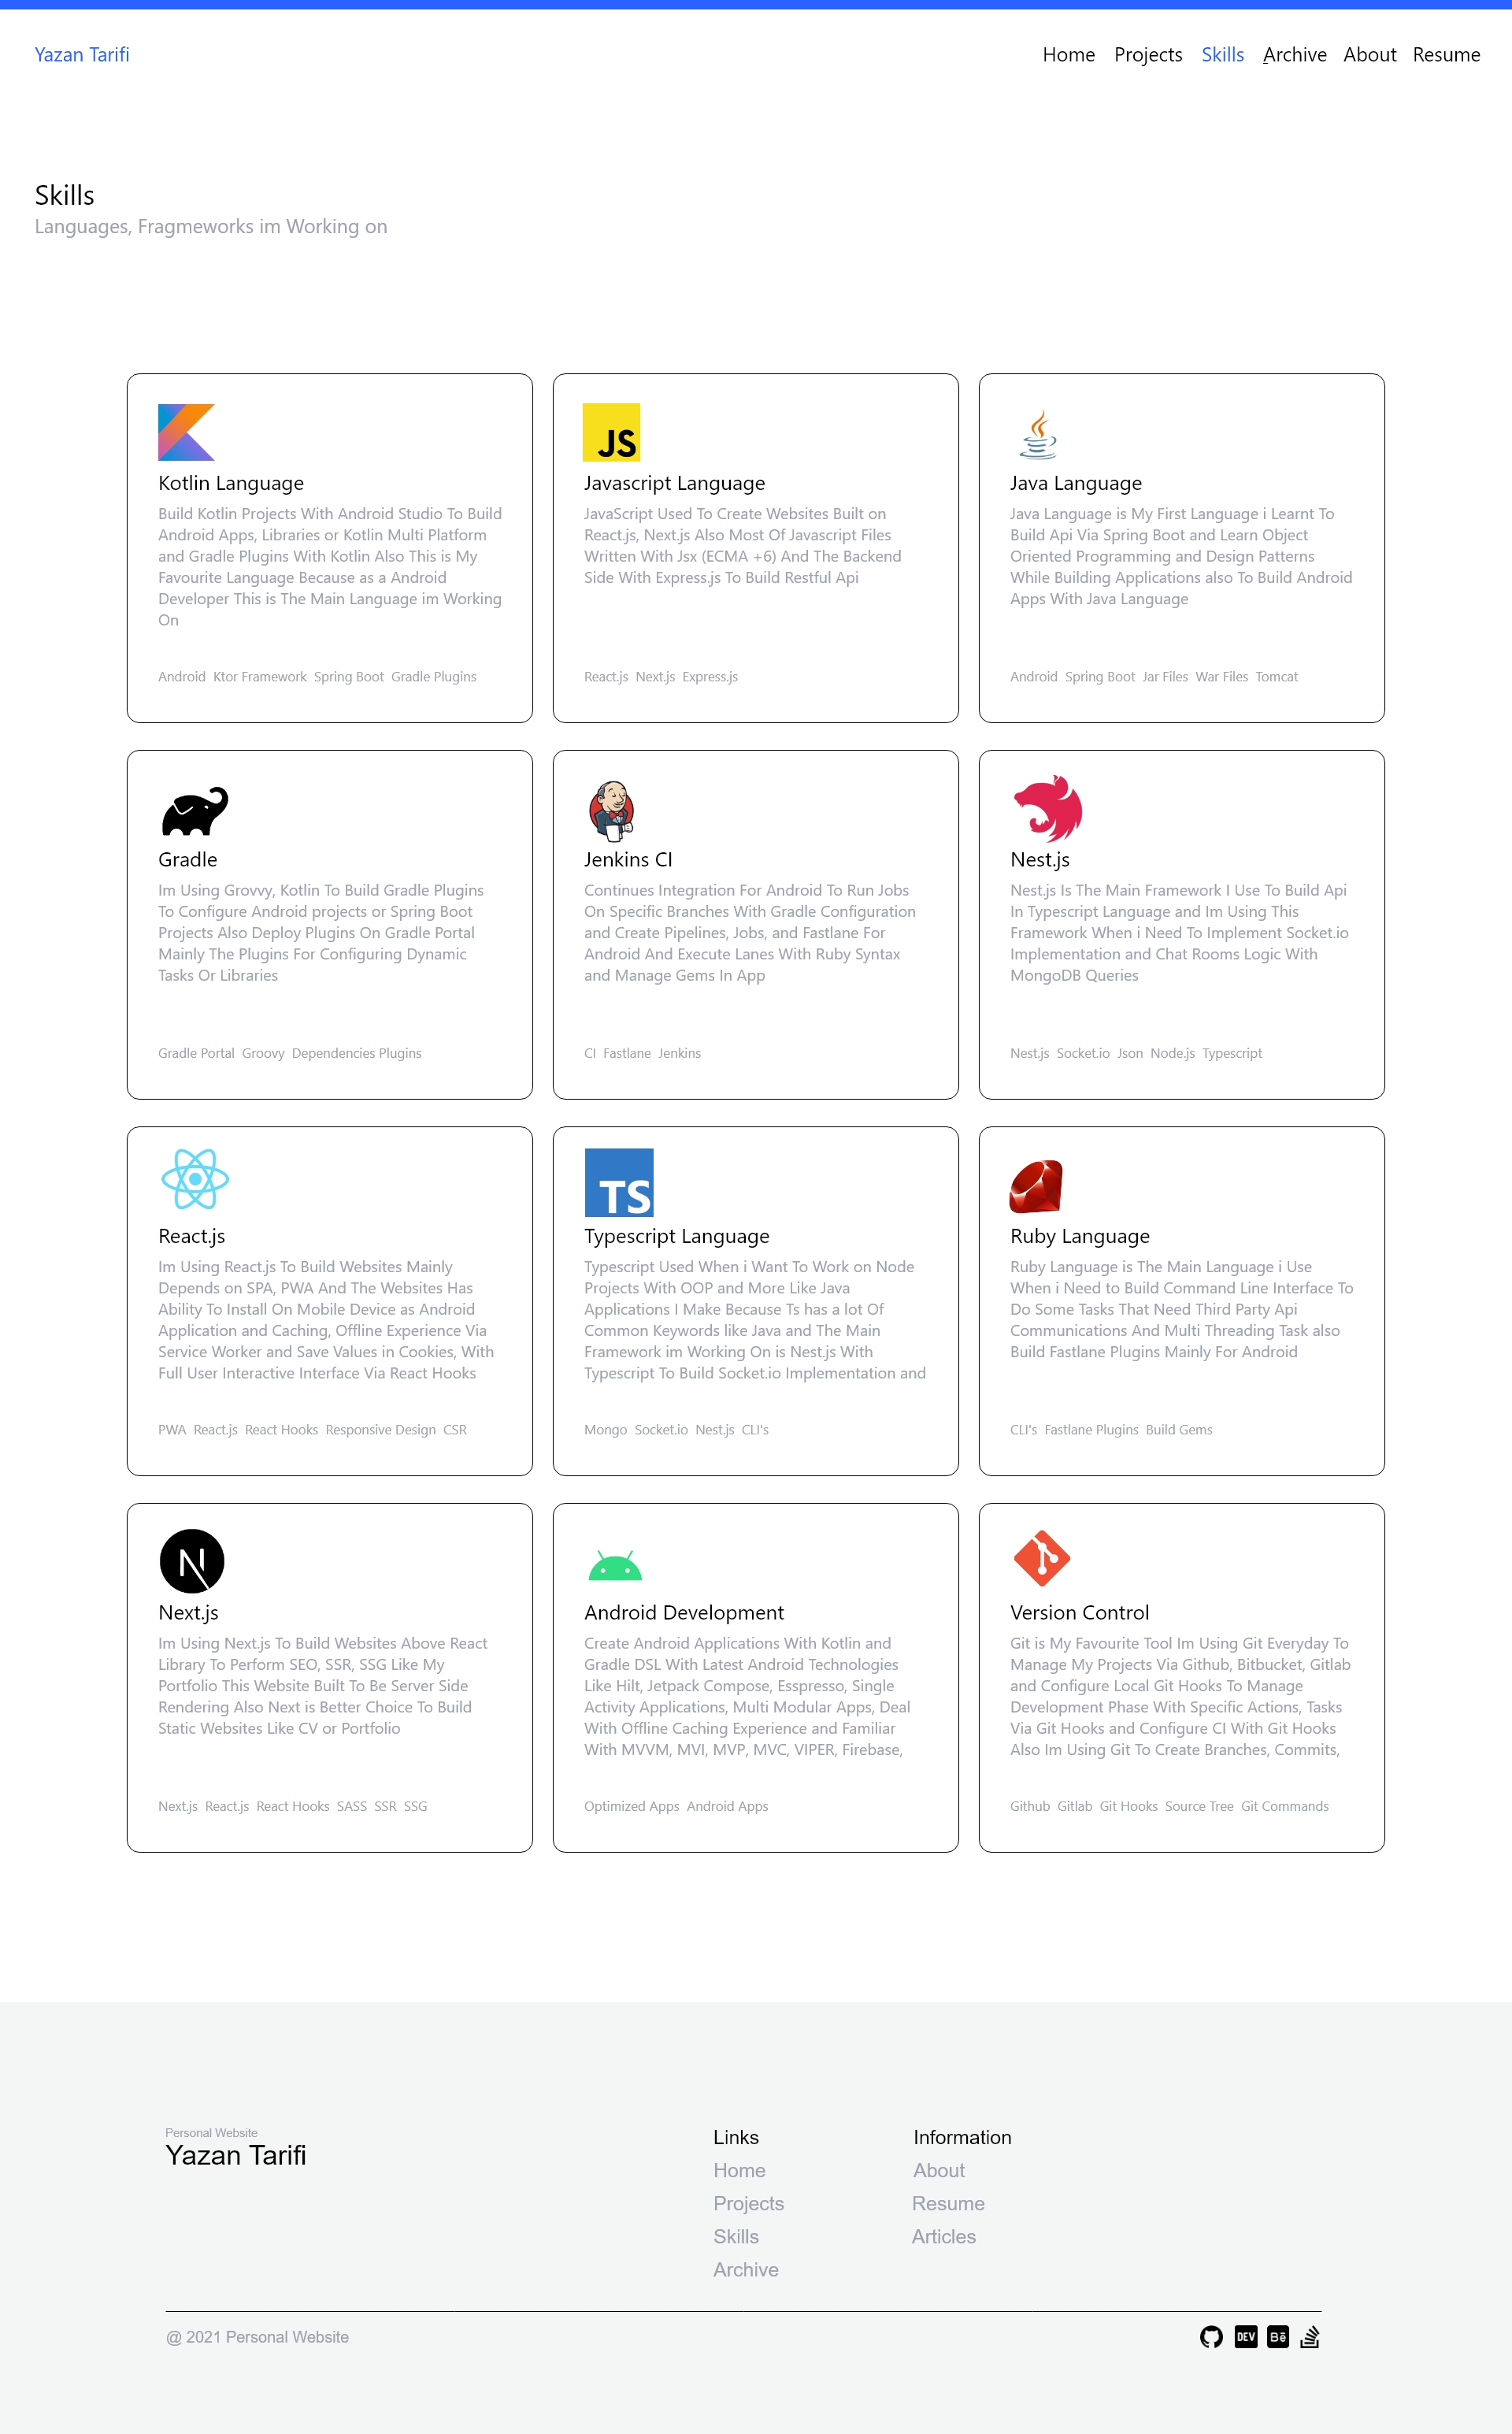 Yazan Tarifi
Home Projects Skills Archive About Resume
Skills
Languages, Fragmeworks im Working on
Kotlin Language
Build Kotlin Projects With Android Studio To Build
Android Apps, Libraries or Kotlin Multi Platform
and Gradle Plugins With Kotlin Also This is My
Favourite Language Because as a Android
Developer This is The Main Language im Working
On
Android Ktor Framework Spring Boot Gradle Plugins
JS
Javascript Language
JavaScript Used To Create Websites Built on
React.js, Next.js Also Most Of Javascript Files
Written With Jsx (ECMA +6) And The Backend
Side With Express.js To Build Restful Api
React.js Next.js Express.js
Java Language
Java Language is My First Language i Learnt To
Build Api Via Spring Boot and Learn Object
Oriented Programming and Design Patterns
While Building Applications also To Build Android
Apps With Java Language
Android Spring Boot Jar Files War Files Tomcat
Gradle
Im Using Grovvy, Kotlin To Build Gradle Plugins
To Configure Android projects or Spring Boot
Projects Also Deploy Plugins On Gradle Portal
Mainly The Plugins For Configuring Dynamic
Tasks Or Libraries
Gradle Portal Groovy Dependencies Plugins
Jenkins CI
Continues Integration For Android To Run Jobs
On Specific Branches With Gradle Configuration
and Create Pipelines, Jobs, and Fastlane For
Android And Execute Lanes With Ruby Syntax
and Manage Gems In App
CI Fastlane Jenkins
Nest.js
Nest.js Is The Main Framework I Use To Build Api
In Typescript Language and Im Using This
Framework When i Need To Implement Socket.io
Implementation and Chat Rooms Logic With
MongoDB Queries
Nest.js Socket.io Json Node.js Typescript
React.js
Im Using React.js To Build Websites Mainly
Depends on SPA, PWA And The Websites Has
Ability To Install On Mobile Device as Android
Application and Caching, Offline Experience Via
Service Worker and Save Values in Cookies, With
Full User Interactive Interface Via React Hooks
PWA React.js React Hooks Responsive Design CSR
TS
Typescript Language
Typescript Used When i Want To Work on Node
Projects With OOP and More Like Java
Applications I Make Because Ts has a lot Of
Common Keywords like Java and The Main
Framework im Working On is Nest.js With
Typescript To Build Socket.io Implementation and
Mongo Socket.io Nest.js CLI's
Ruby Language
Ruby Language is The Main Language i Use
When i Need to Build Command Line Interface To
Do Some Tasks That Need Third Party Api
Communications And Multi Threading Task also
Build Fastlane Plugins Mainly For Android
CLI's Fastlane Plugins Build Gems
N
Next.js
Im Using Next.js To Build Websites Above React
Library To Perform SEO, SSR, SSG Like My
Portfolio This Website Built To Be Server Side
Rendering Also Next is Better Choice To Build
Static Websites Like CV or Portfolio
Next.js React.js React Hooks SASS SSR SSG
Android Development
Create Android Applications With Kotlin and
Gradle DSL With Latest Android Technologies
Like Hilt, Jetpack Compose, Esspresso, Single
Activity Applications, Multi Modular Apps, Deal
With Offline Caching Experience and Familiar
With MVVM, MVI, MVP, MVC, VIPER, Firebase,
Optimized Apps Android Apps
Version Control
Git is My Favourite Tool Im Using Git Everyday To
Manage My Projects Via Github, Bitbucket, Gitlab
and Configure Local Git Hooks To Manage
Development Phase With Specific Actions, Tasks
Via Git Hooks and Configure CI With Git Hooks
Also Im Using Git To Create Branches, Commits,
Github Gitlab Git Hooks Source Tree Git Commands
Personal Website
Yazan Tarifi
Links
Home
Projects
Skills
Archive
Information
About
Resume
Articles
@ 2021 Personal Website
DEV Bē